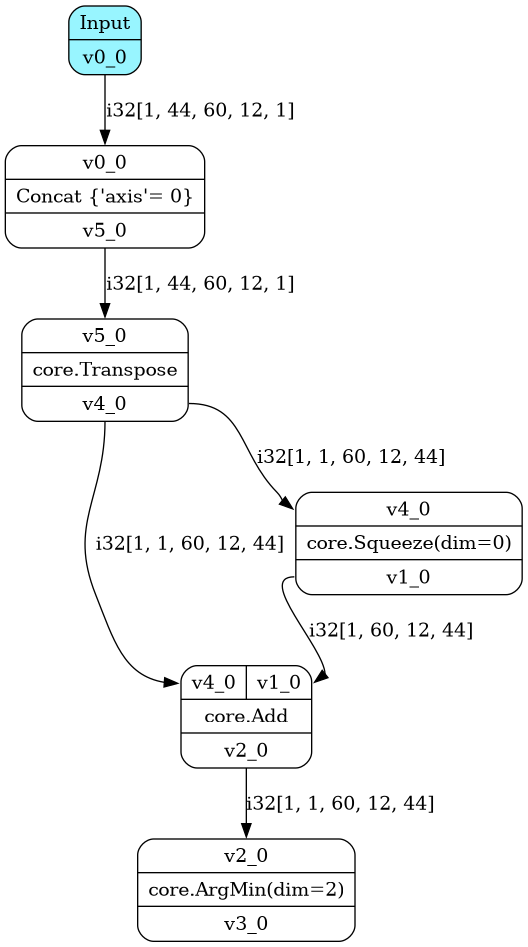 Input
v0_0
i32[1, 44, 60, 12, 1]
v0_0
Concat {'axis'= 0}
v5_0
i32[1, 44, 60, 12, 1]
v5_0
core.Transpose
v4_0
i32[1, 1, 60, 12, 44]
v4_0
core.Squeeze(dim=0)
v1_0
i32[1, 1, 60, 12, 44]
i32[1, 60, 12, 44]
v4_0 v1_0
core.Add
v2_0
i32[1, 1, 60, 12, 44]
v2_0
core.ArgMin(dim=2)
v3_0